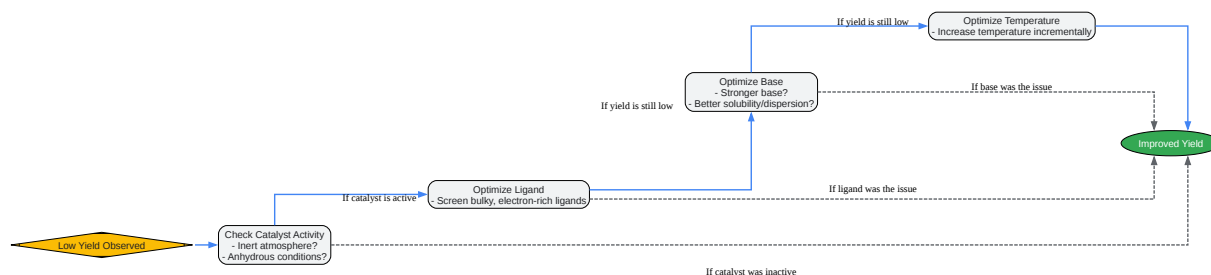 If yield is still low
Optimize Temperature
- Increase temperature incrementally
Optimize Base
- Stronger base?
- Better solubility/dispersion?
If base was the issue
If yield is still low
Improved Yield
Optimize Ligand
- Screen bulky, electron-rich ligands
If ligand was the issue
If catalyst is active
Check Catalyst Activity
- Inert atmosphere?
- Anhydrous conditions?
Low Yield Observed
If catalyst was inactive